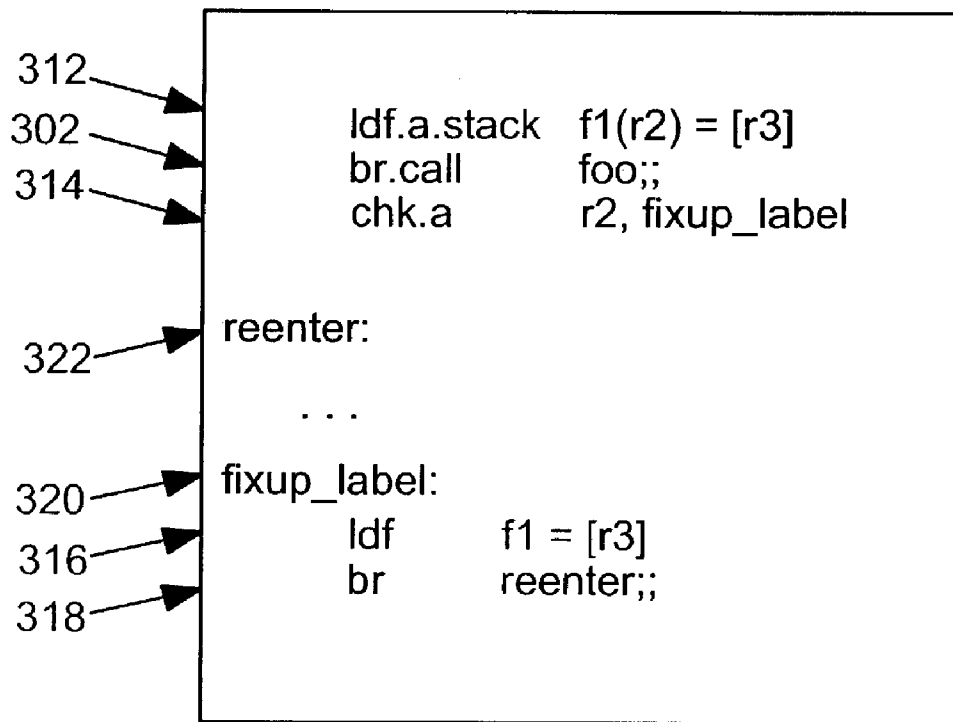 312
302
314
ldf.a.stack f1(r2) = [r3]
br.call foo;;
chk.a r2, fixup_label
322
reenter:
. . .
320
fixup_label:
316
ldf f1 = [r3]
318
br reenter;;